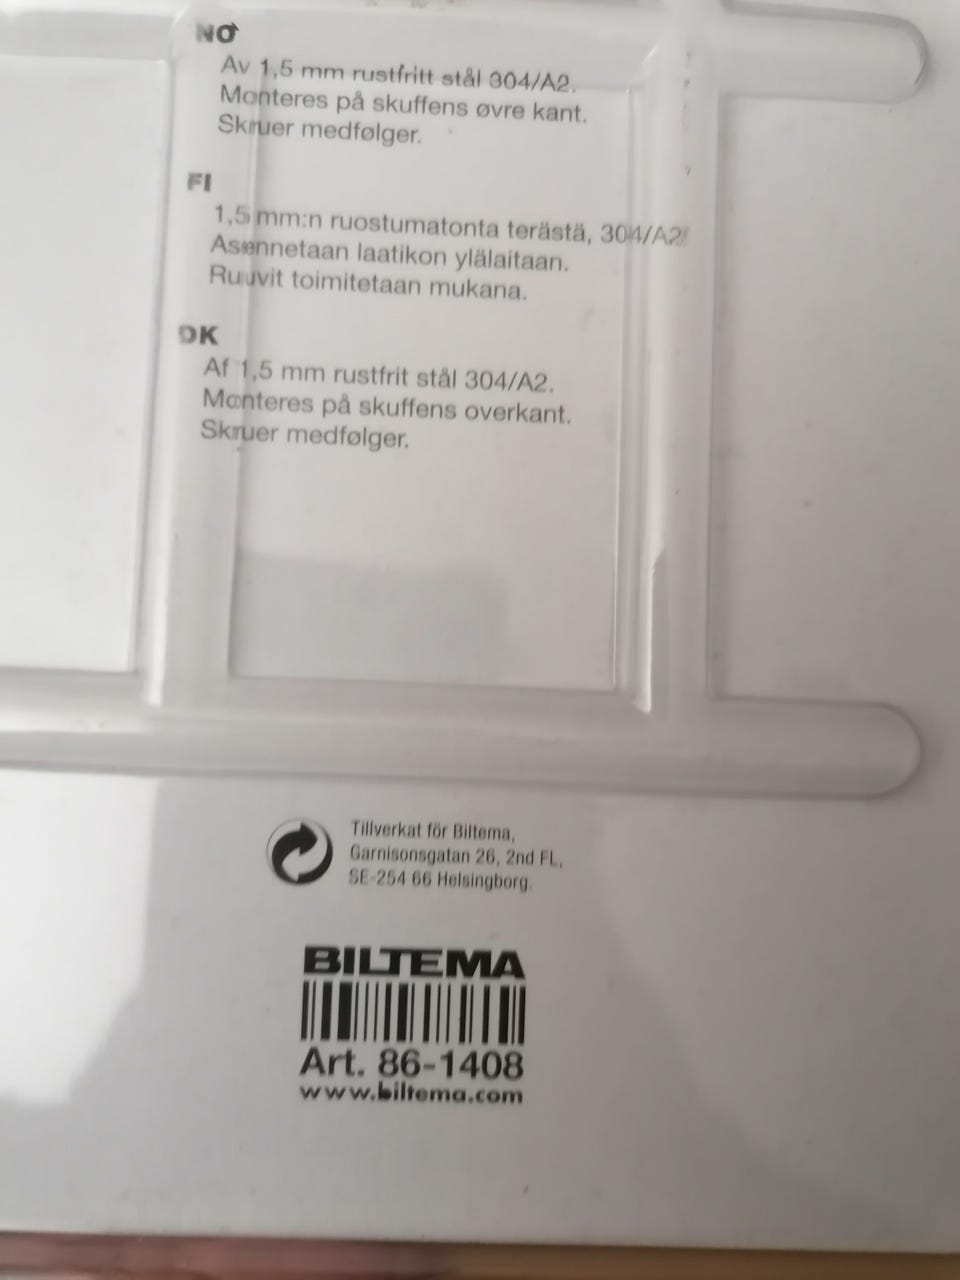 NO
Av 1,5 mm rustfritt stål 304/A2.
Monteres på skuffens øvre kant.
Skruer medfølger.
FI
1,5 mm:n ruostumatonta terästä, 304/A2
Asennetaan laatikon ylälaitaan.
Ruuvit toimitetaan mukana.
DK
Af 1,5 mm rustfrit stål 304/A2.
Monteres på skuffens overkant.
Skruer medfølger.
Tillverkat för Biltema,
Garnisonsgatan 26, 2nd FL,
SE-254 66 Helsingborg.
BILTEMA
Art. 86-1408
www.biltema.com